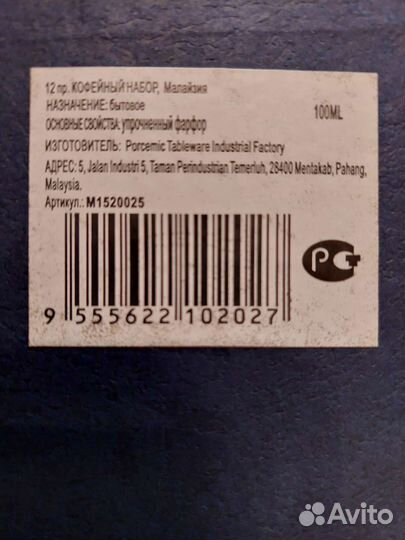 12 пр. КОФЕЙНЫЙ НАБОР, Малайзия
НАЗНАЧЕНИЕ: бытовое
100ML
ОСНОВНЫЕ СВОЙСТВА: упрочненный фарфор
ИЗГОТОВИТЕЛЬ: Porcemic Tableware Industrial Factory
АДРЕС: 5, Jalan Industri 5, Taman Perindustrian Temerluh, 28400 Mentakab, Pahang,
Malaysia.
Артикул.: M1520025
РСТ
9 555622 102027
Avito